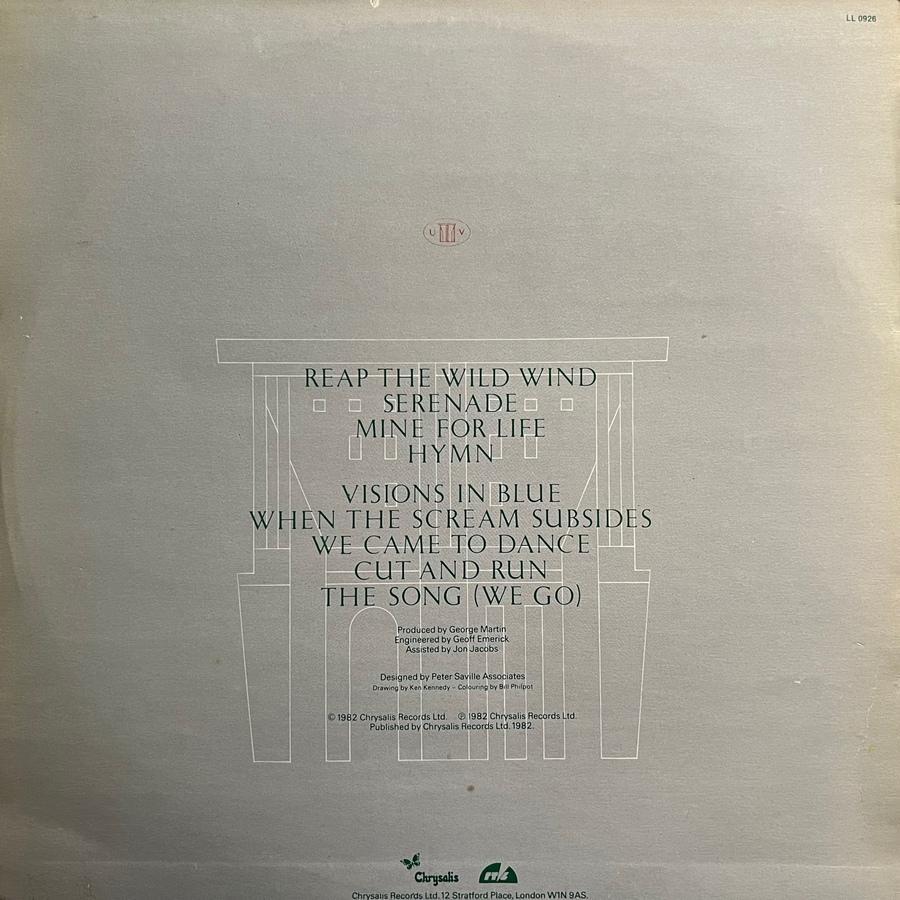 LL 0926
U V
REAP THE WILD WIND
SERENADE
MINE FOR LIFE
HYMN
VISIONS IN BLUE
WHEN THE SCREAM SUBSIDES
WE CAME TO DANCE
CUT AND RUN
THE SONG (WE GO)
Produced by George Martin
Engineered by Geoff Emerick
Assisted by Jon Jacobs
Designed by Peter Saville Associates
Drawing by Ken Kennedy – Colouring by Bill Philpot
© 1982 Chrysalis Records Ltd. ℗ 1982 Chrysalis Records Ltd.
Published by Chrysalis Records Ltd. 1982.
Chrysalis
Chrysalis Records Ltd. 12 Stratford Place, London W1N 9AS.